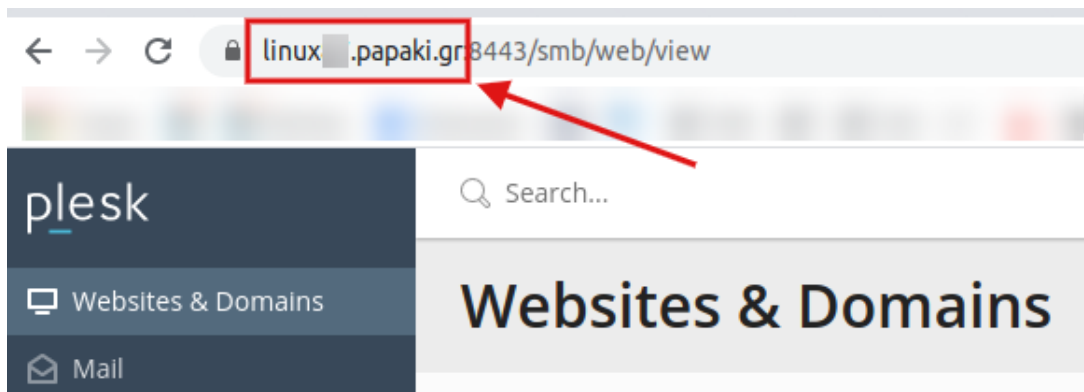 linux .papaki.gr:8443/smb/web/view
plesk
Search...
Websites & Domains
Websites & Domains
Mail